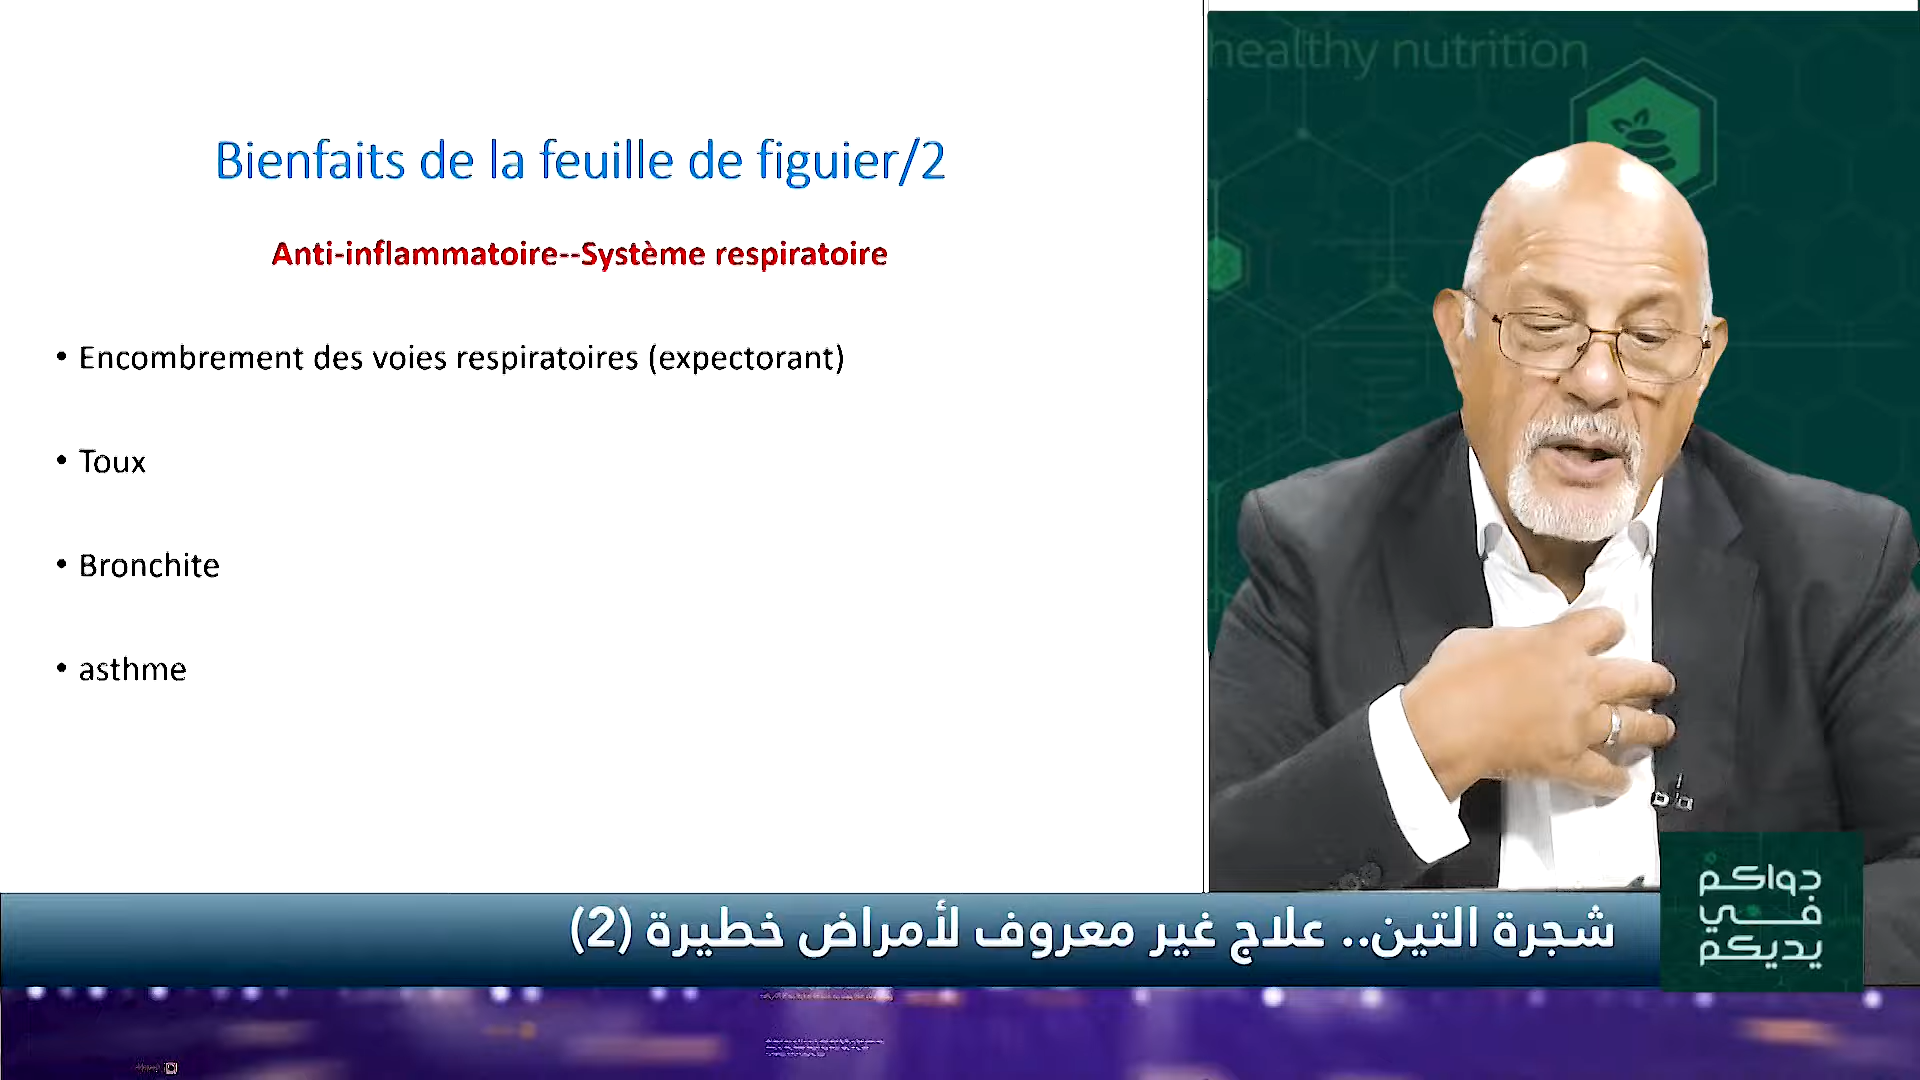 healthy nutrition
Bienfaits de la feuille de figuier/2
Anti-inflammatoire--Système respiratoire
• Encombrement des voies respiratoires (expectorant)
• Toux
• Bronchite
• asthme
شجرة التين.. علاج غير معروف لأمراض خطيرة (2)
دواكم
في
يديكم